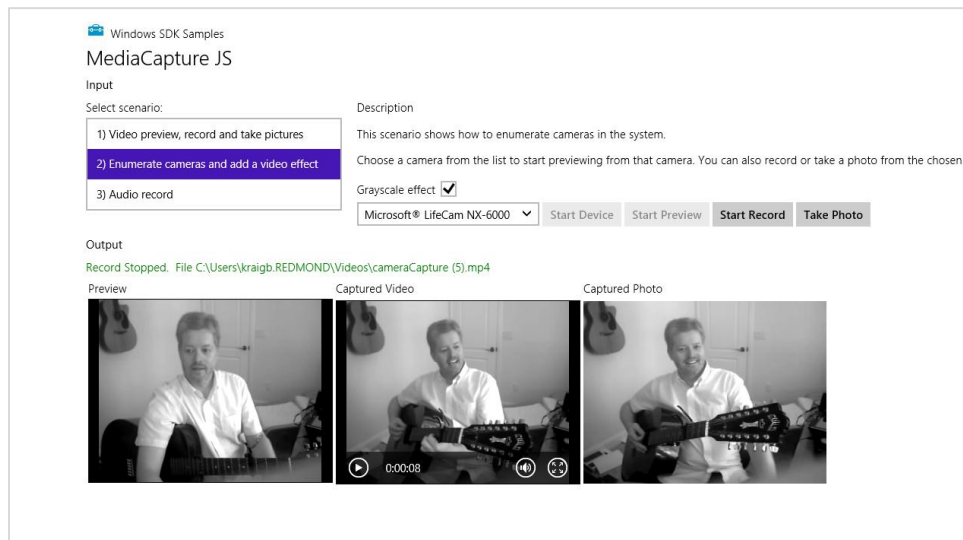 Windows SDK Samples
MediaCapture JS
Input
Select scenario:
1) Video preview, record and take pictures
2) Enumerate cameras and add a video effect
3) Audio record
Description
This scenario shows how to enumerate cameras in the system.
Choose a camera from the list to start previewing from that camera. You can also record or take a photo from the chosen
Grayscale effect
Microsoft® LifeCam NX-6000 Start Device Start Preview Start Record Take Photo
Output
Record Stopped. File C:\Users\kraigb.REDMOND\Videos\cameraCapture (5).mp4
Preview Captured Video Captured Photo
0:00:08